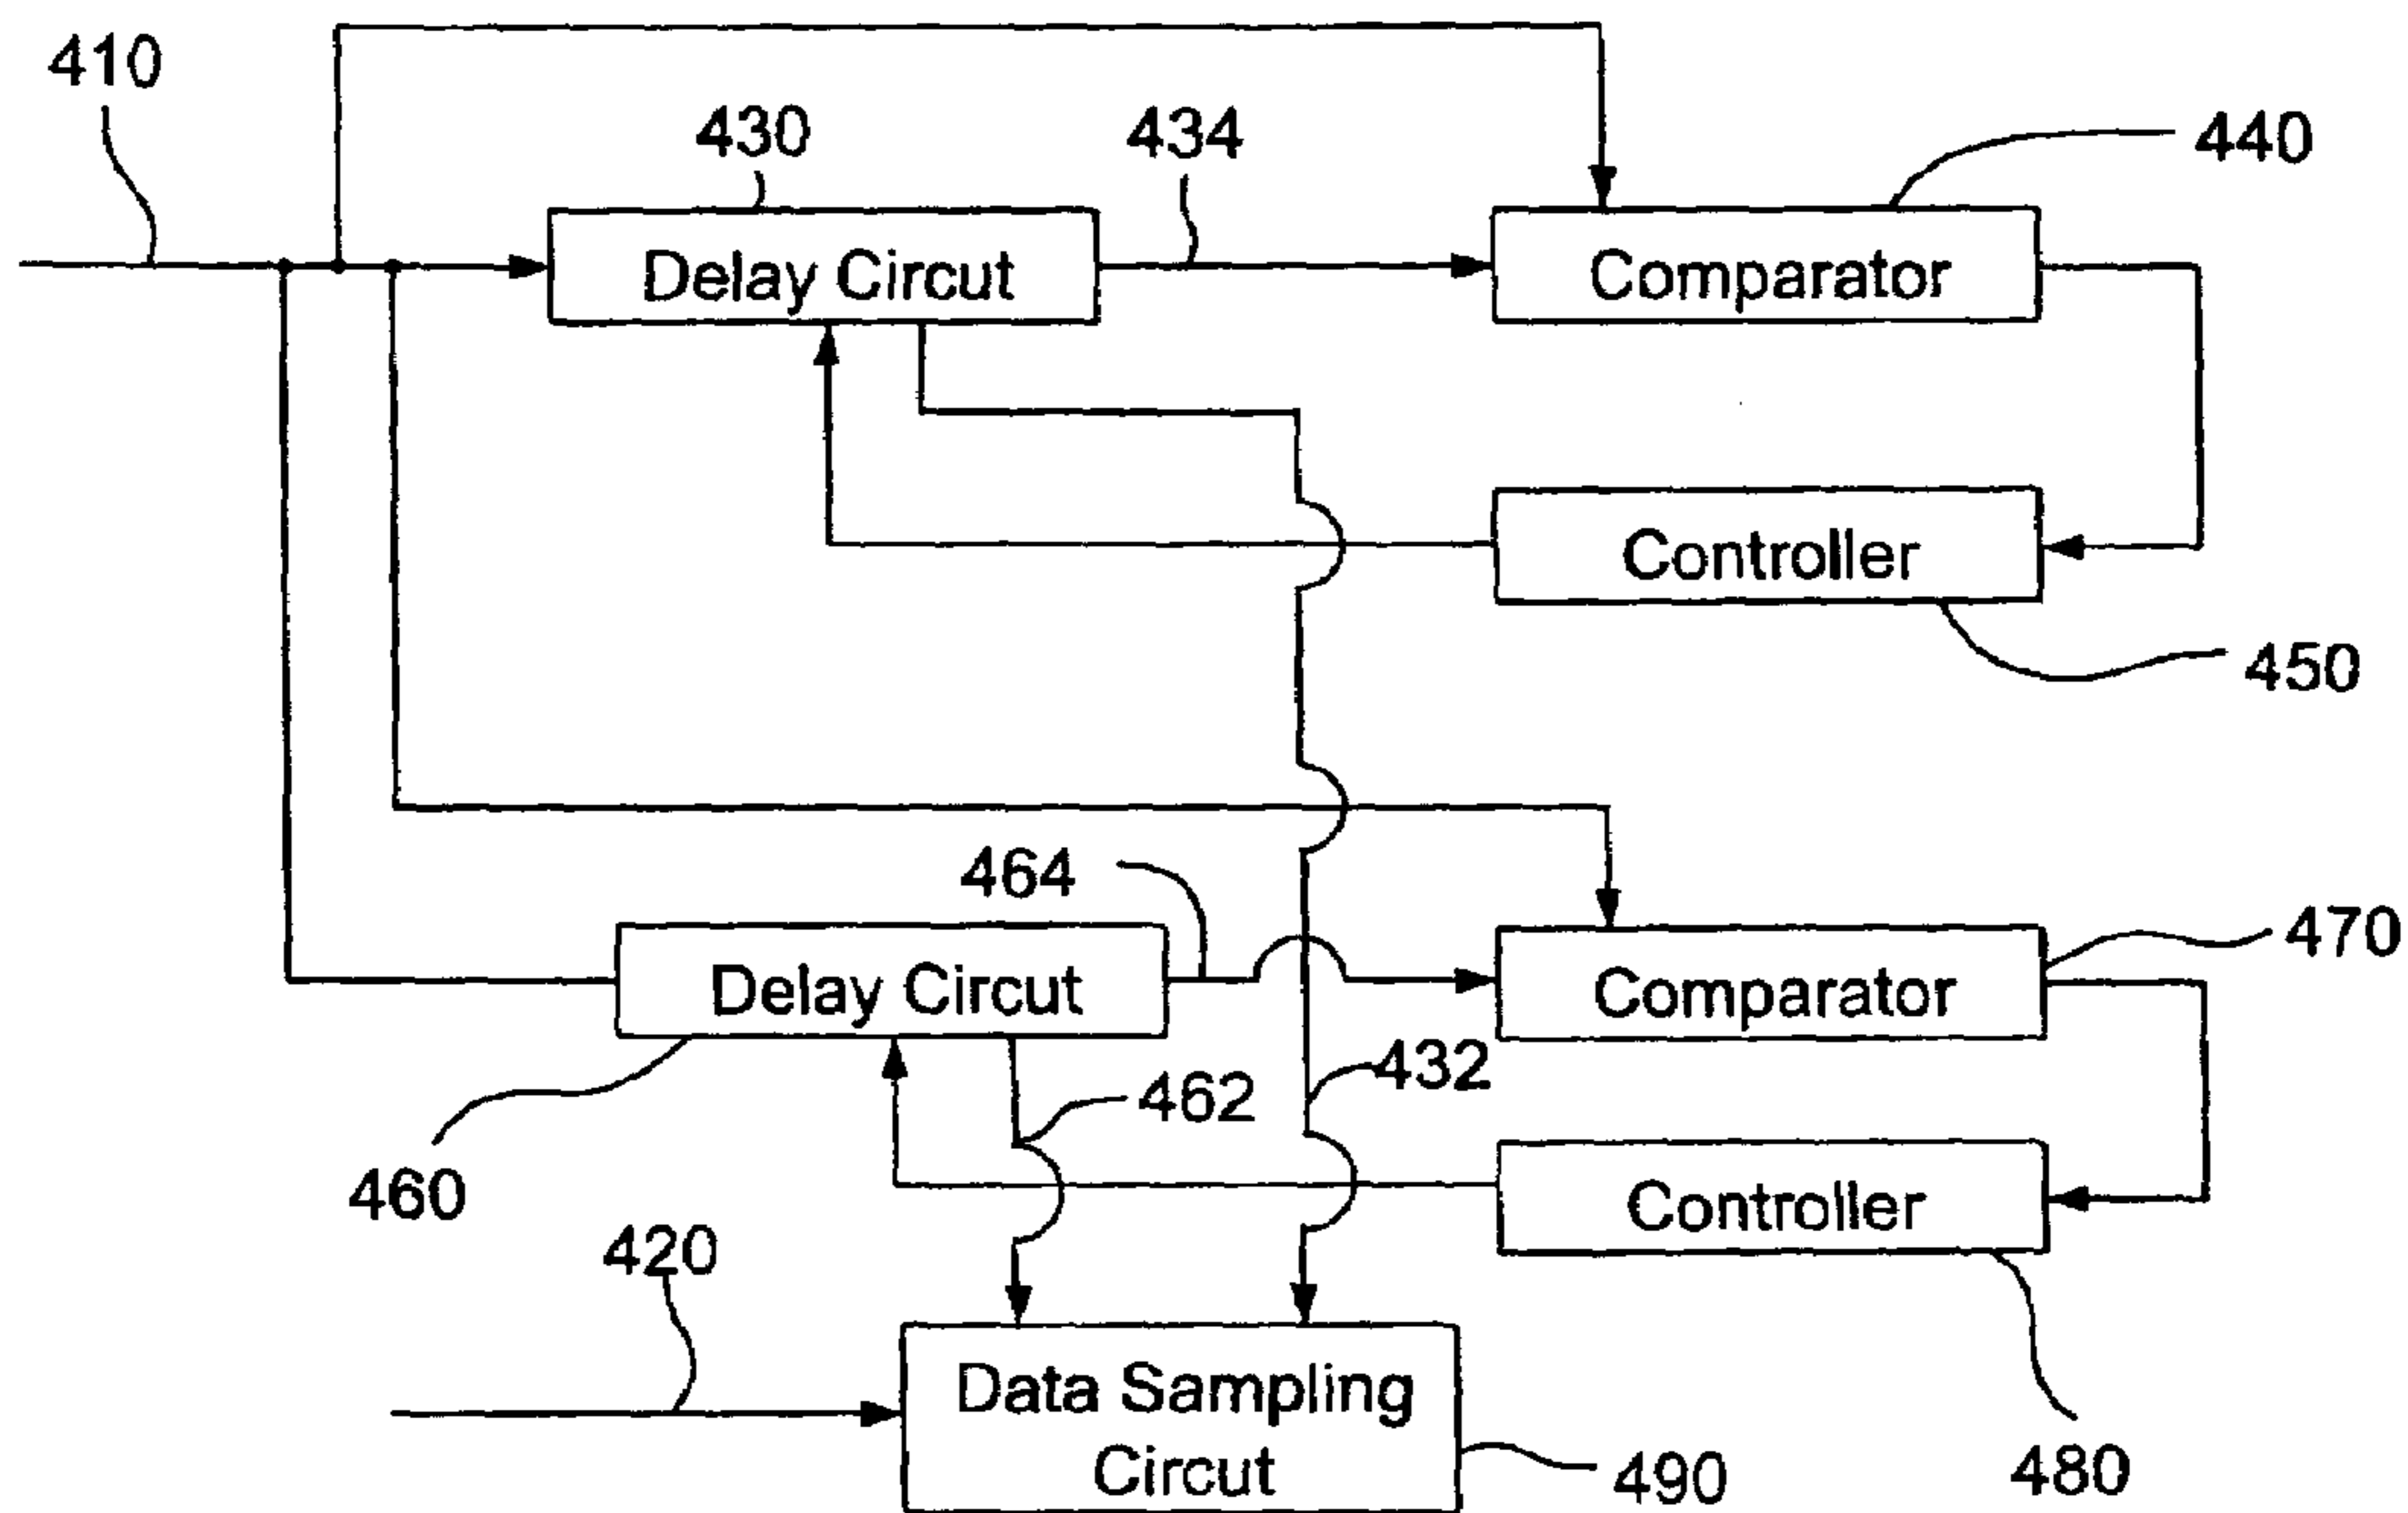 410
430
434
440
Delay Circut
Comparator
Controller
450
464
470
Delay Circut
Comparator
432
462
460
Controller
420
Data Sampling
Circut
490
480